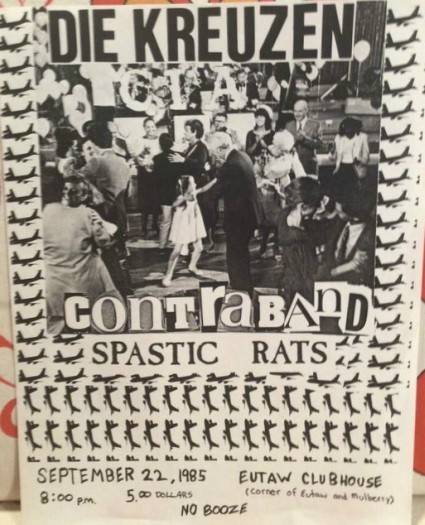 DIE KREUZEN
CIA
contraBanD
SPASTIC RATS
SEPTEMBER 22, 1985
8:00 p.m. 5.00 DOLLARS
EUTAW CLUBHOUSE
(corner of Eutaw and Mulberry)
NO BOOZE